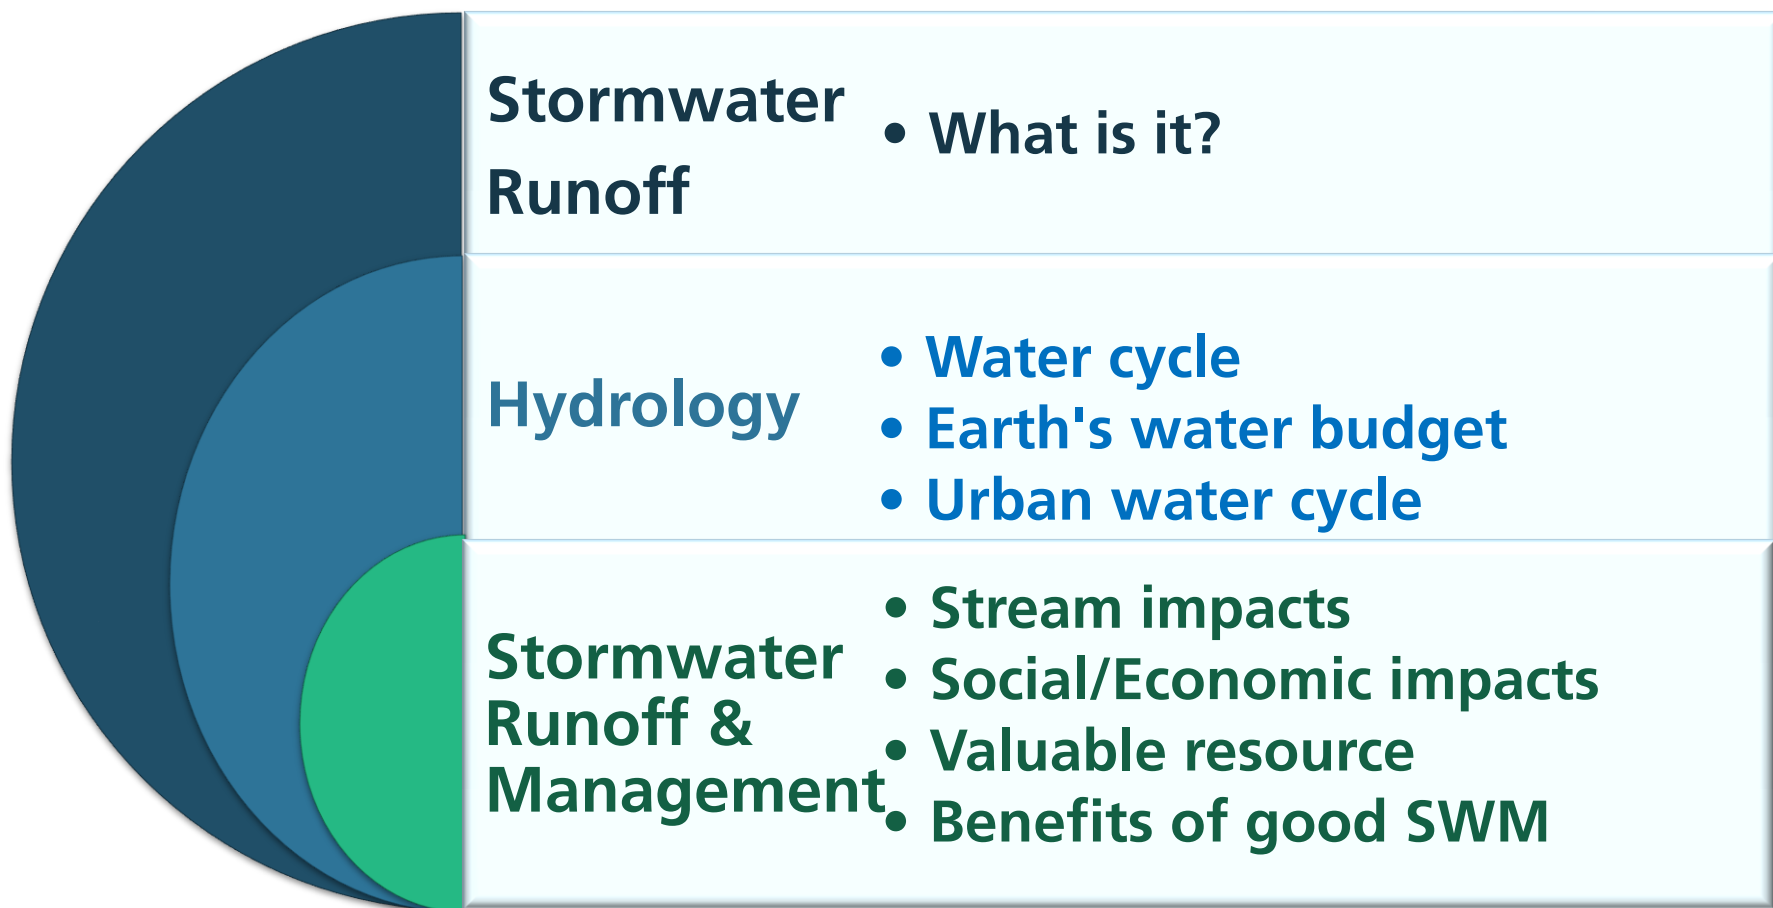 Stormwater
Runoff
• What is it?
Hydrology
• Water cycle
• Earth's water budget
• Urban water cycle
Stormwater
Runoff &
Management
• Stream impacts
• Social/Economic impacts
• Valuable resource
• Benefits of good SWM